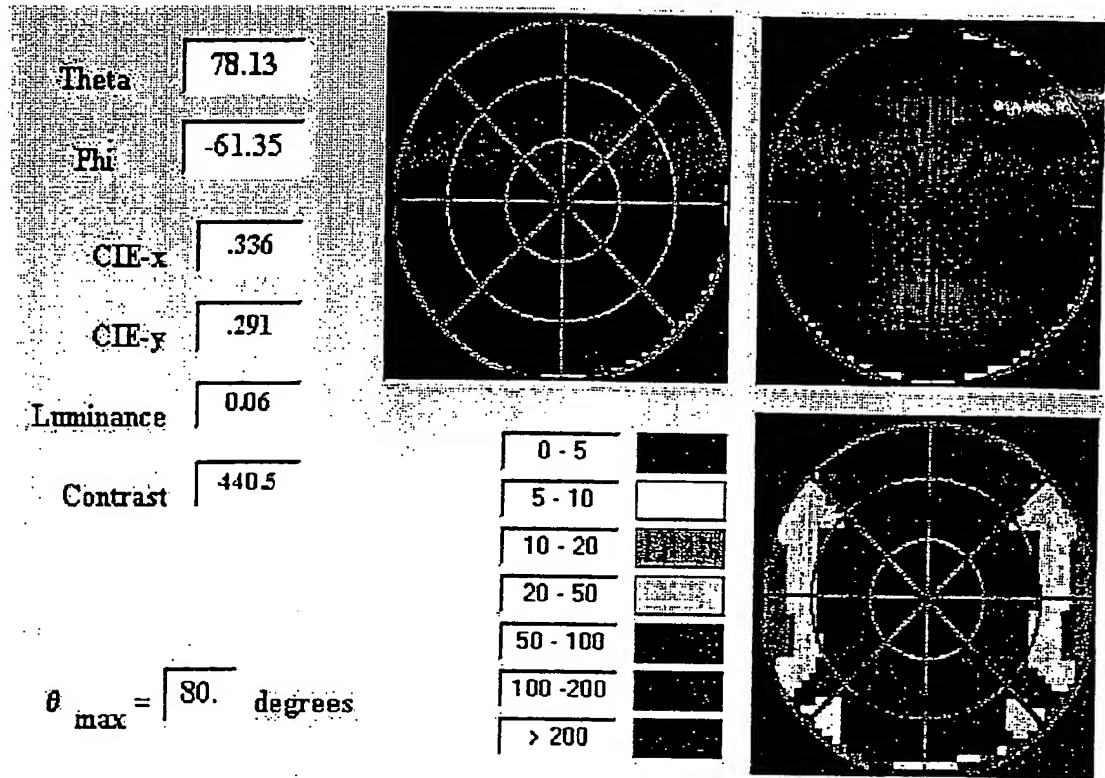 Theta 78.13
Phi -61.35
CIE-x .336
CIE-y .291
Luminance 0.06
Contrast 440.5
0 - 5
5 - 10
10 - 20
20 - 50
50 - 100
100 -200
> 200
θ max = 80. degrees